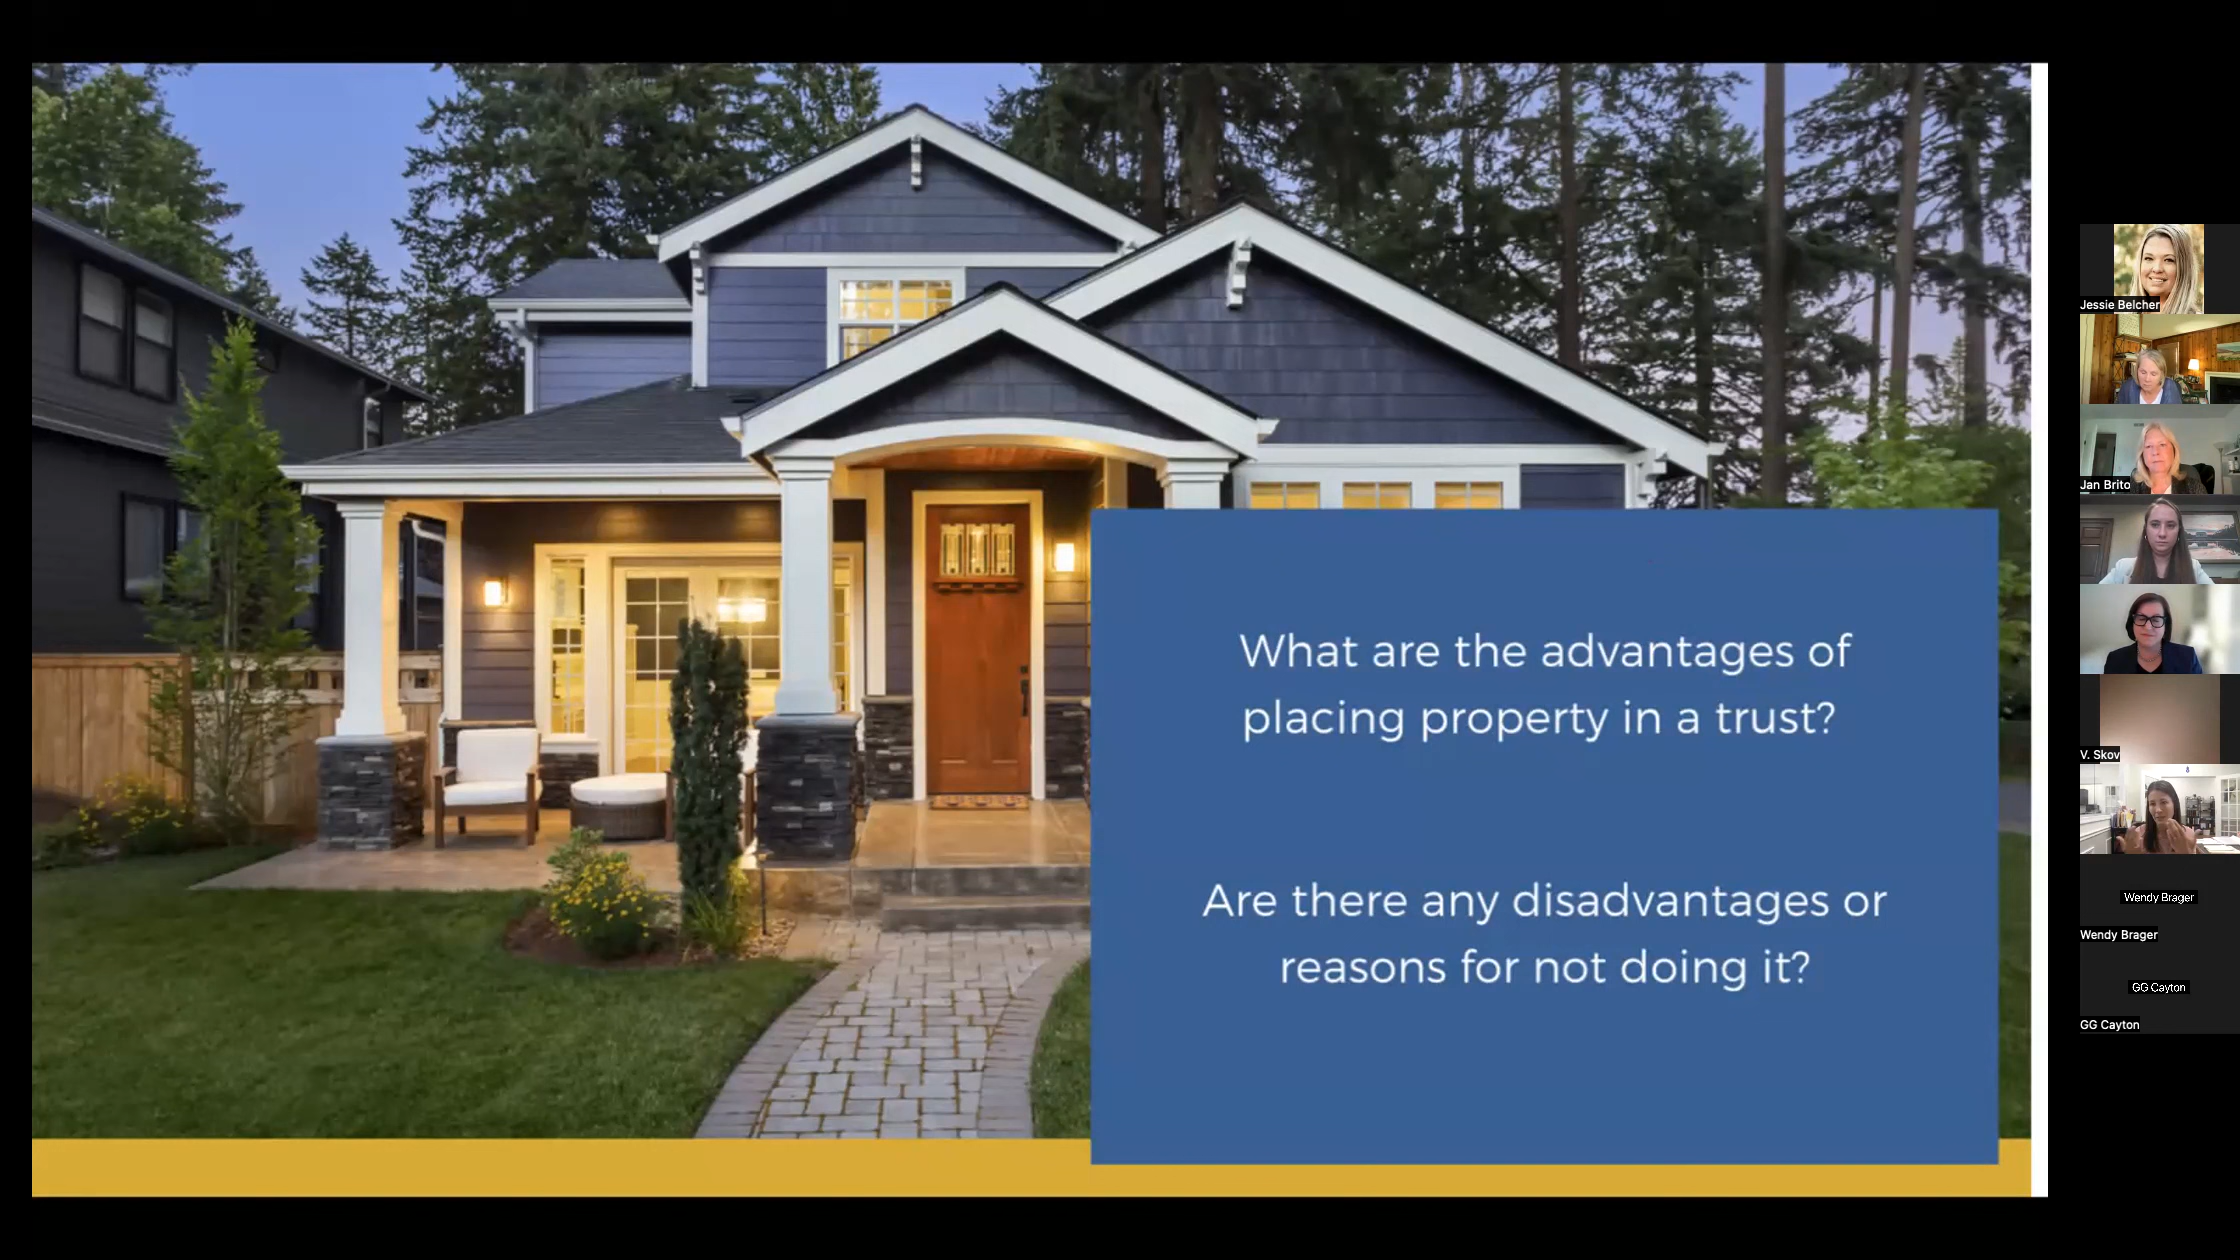 What are the advantages of
placing property in a trust?
Are there any disadvantages or
reasons for not doing it?
Jessie Belcher
Jan Brito
V. Skov
Wendy Brager
Wendy Brager
GG Cayton
GG Cayton